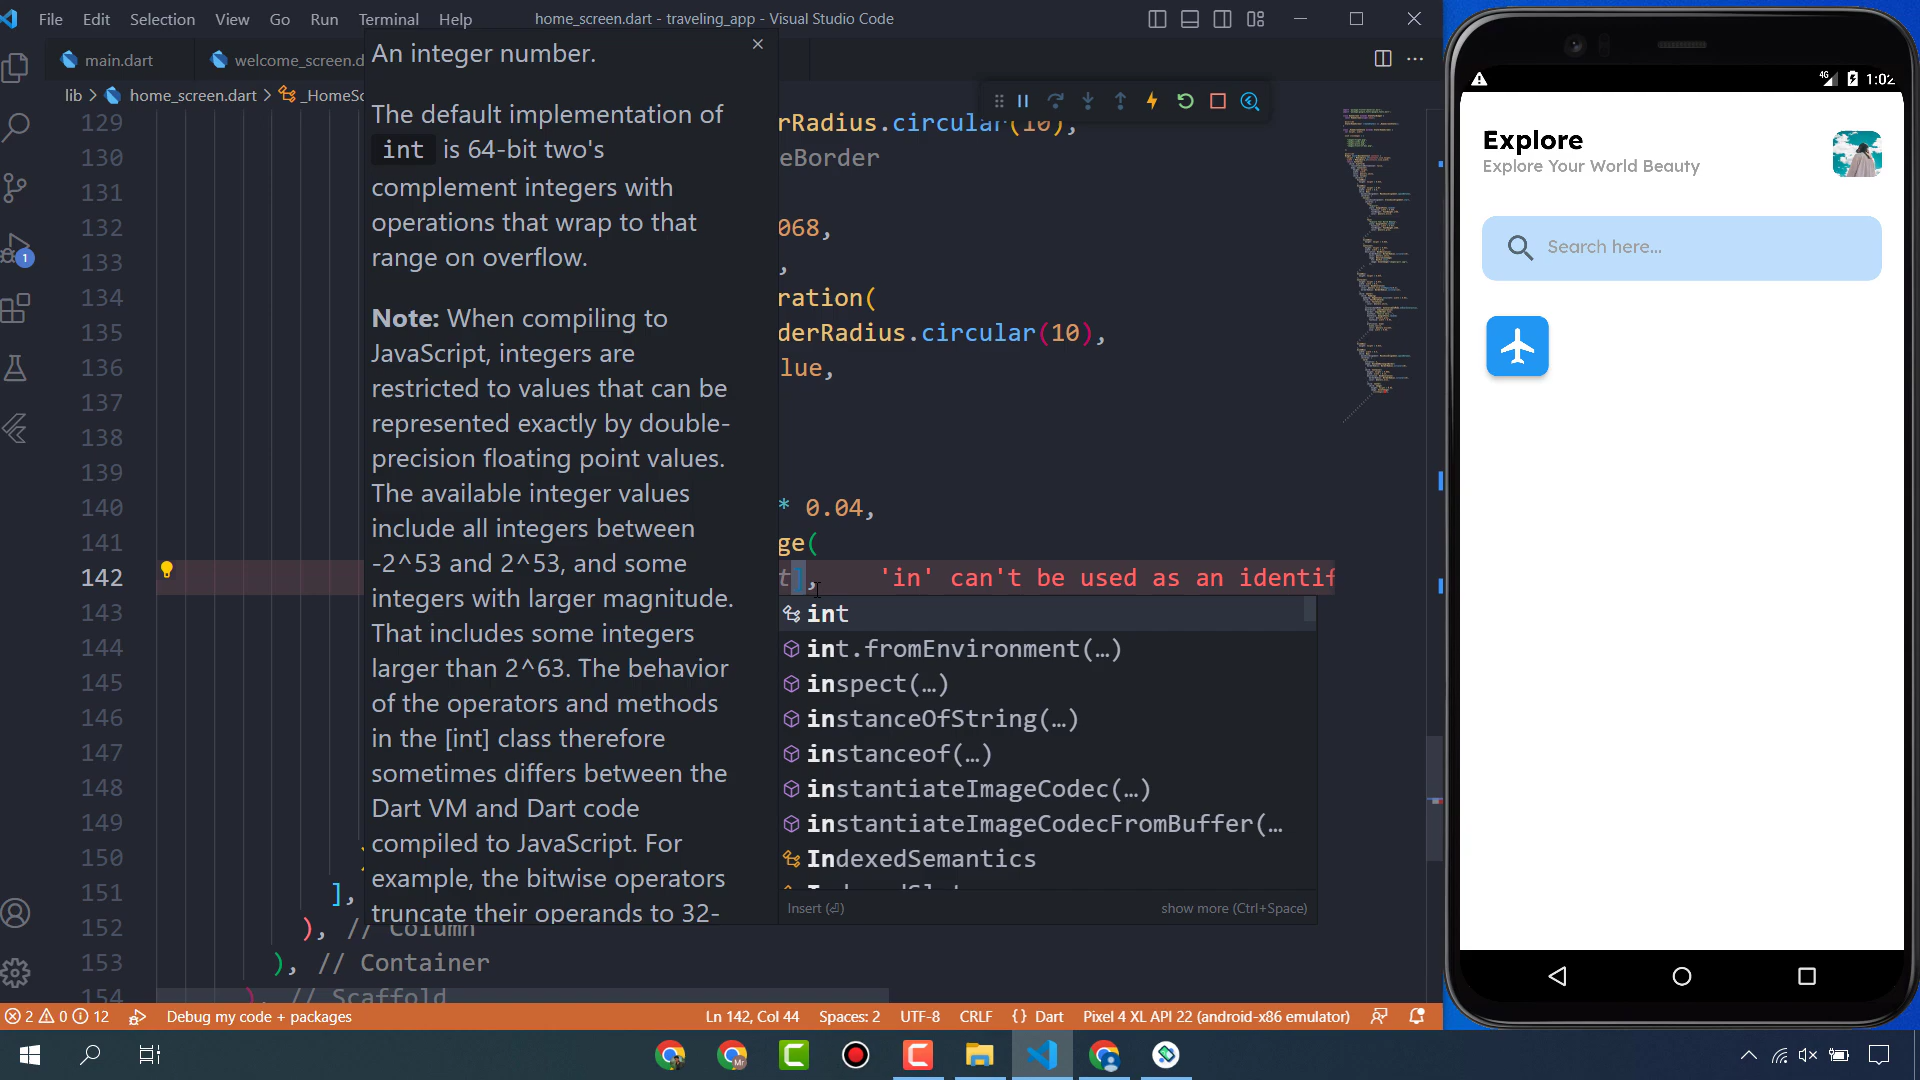 File Edit Selection View Go Run Terminal Help home_screen.dart - traveling_app - Visual Studio Code
main.dart welcome_screen.d
lib > home_screen.dart > _HomeSc
129
130
131
132
133
134
135
136
137
138
139
140
141
142
143
144
145
146
147
148
149
150
151
152
153
154
An integer number.
The default implementation of
int is 64-bit two's
complement integers with
operations that wrap to that
range on overflow.
Note: When compiling to
JavaScript, integers are
restricted to values that can be
represented exactly by double-
precision floating point values.
The available integer values
include all integers between
-2^53 and 2^53, and some
integers with larger magnitude.
That includes some integers
larger than 2^63. The behavior
of the operators and methods
in the [int] class therefore
sometimes differs between the
Dart VM and Dart code
compiled to JavaScript. For
example, the bitwise operators
truncate their operands to 32-
rRadius.circular(10),
eBorder
068,
,
ration(
derRadius.circular(10),
lue,
* 0.04,
ge(
t], 'in' can't be used as an identif
int
int.fromEnvironment(…)
inspect(…)
instanceOfString(…)
instanceof(…)
instantiateImageCodec(…)
instantiateImageCodecFromBuffer(…
IndexedSemantics
Insert (⏎) show more (Ctrl+Space)
],
), // Column
), // Container
), // Scaffold
2 0 12 Debug my code + packages Ln 142, Col 44 Spaces: 2 UTF-8 CRLF {} Dart Pixel 4 XL API 22 (android-x86 emulator)
1
4G 1:02
Explore
Explore Your World Beauty
Search here...